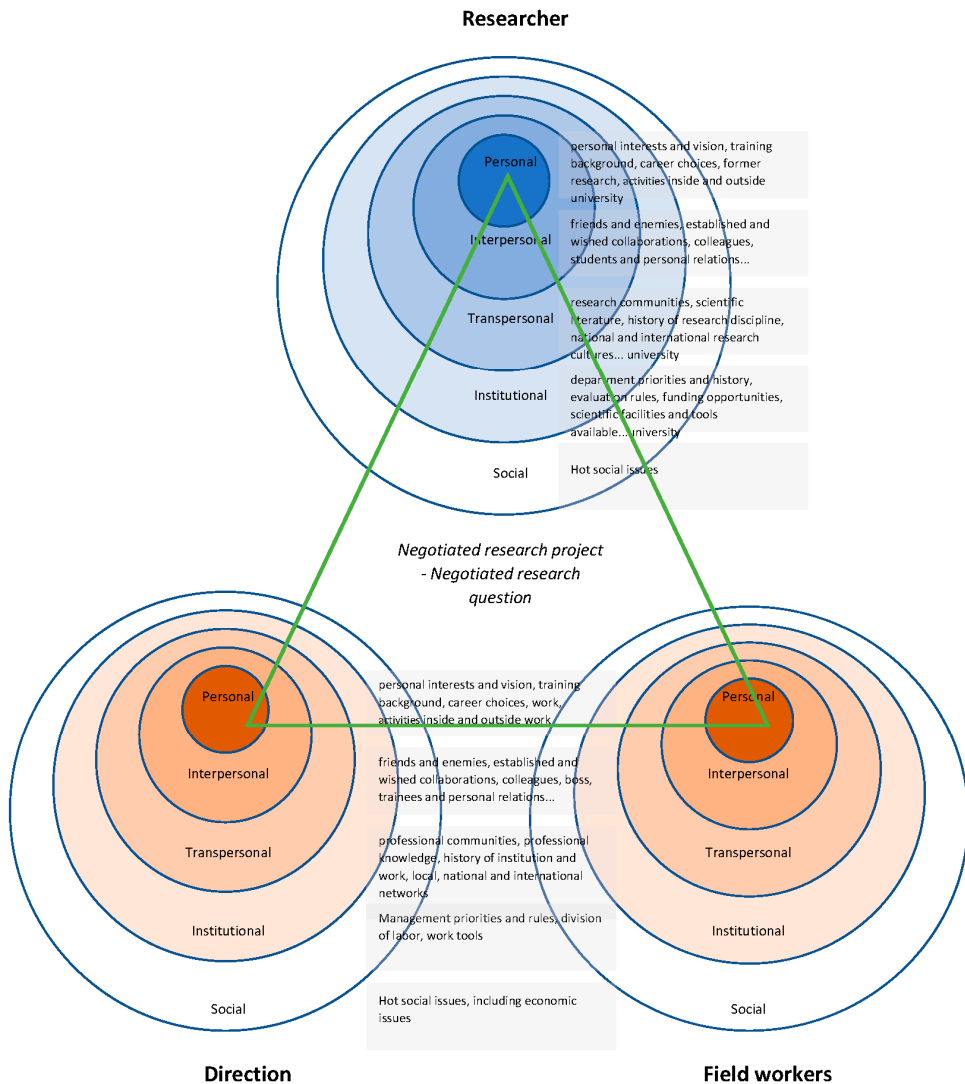 Researcher
Personal
personal interests and vision, training
background, career choices, former
research, activities inside and outside
university
Interpersonal
friends and enemies, established and
wished collaborations, colleagues,
students and personal relations...
Transpersonal
research communities, scientific
literature, history of research discipline,
national and international research
cultures... university
Institutional
department priorities and history,
evaluation rules, funding opportunities,
scientific facilities and tools
available... university
Social
Hot social issues
Negotiated research project
- Negotiated research
question
Personal
personal interests and vision, training
background, career choices, work,
activities inside and outside work
Personal
Interpersonal
friends and enemies, established and
wished collaborations, colleagues, boss,
trainees and personal relations...
Interpersonal
Transpersonal
professional communities, professional
knowledge, history of institution and
work, local, national and international
networks
Transpersonal
Institutional
Management priorities and rules, division
of labor, work tools
Institutional
Social
Hot social issues, including economic
issues
Social
Direction
Field workers